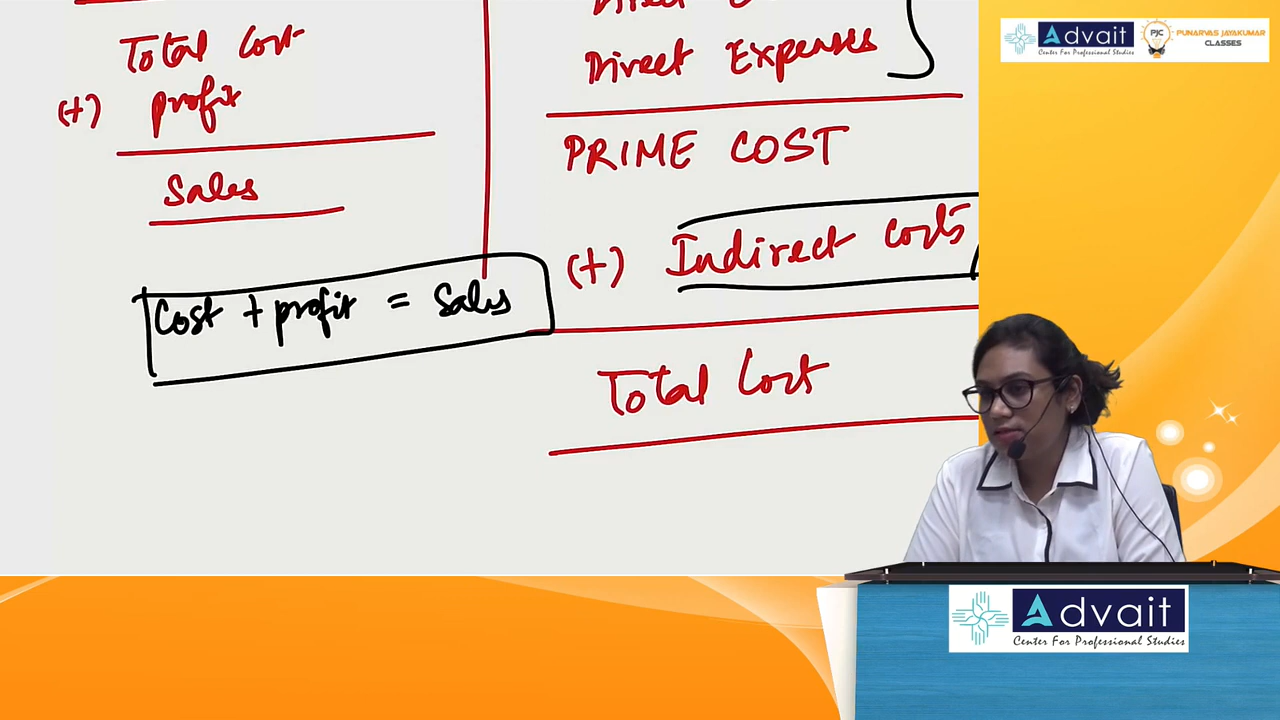 Total Cost
(+) profit
Sales
Cost + profit = Sales
Direct
Direct Expenses
PRIME COST
(+) Indirect Costs
Total Cost
Advait
Center For Professional Studies
PJC
PUNARVAS JAYAKUMAR
CLASSES
Advait
Center For Professional Studies